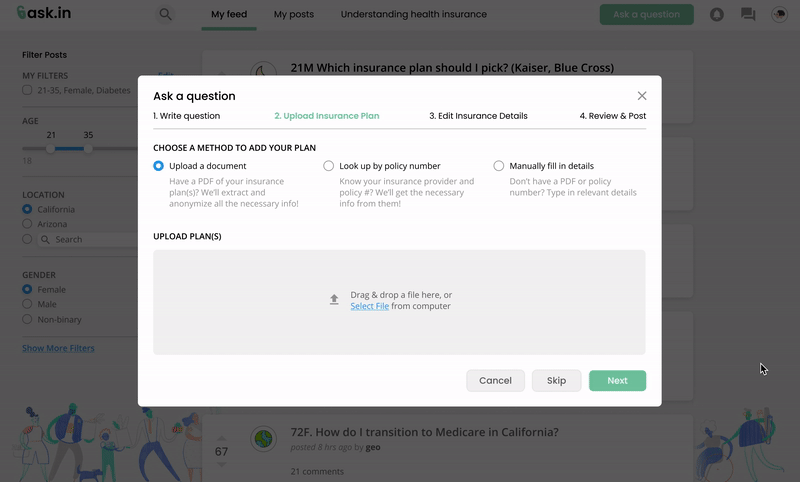 ask.in
My feed
My posts
Understanding health insurance
Ask a question
Filter Posts
MY FILTERS
Edit
21-35, Female, Diabetes
AGE
21
35
18
LOCATION
California
Arizona
Search
GENDER
Female
Male
Non-binary
Show More Filters
21M Which insurance plan should I pick? (Kaiser, Blue Cross)
Ask a question
1. Write question
2. Upload Insurance Plan
3. Edit Insurance Details
4. Review & Post
CHOOSE A METHOD TO ADD YOUR PLAN
Upload a document
Have a PDF of your insurance
plan(s)? We'll extract and
anonymize all the necessary info!
Look up by policy number
Know your insurance provider and
policy #? We'll get the necessary
info from them!
Manually fill in details
Don't have a PDF or policy
number? Type in relevant details
UPLOAD PLAN(S)
Drag & drop a file here, or
Select File from computer
Cancel
Skip
Next
67
72F. How do I transition to Medicare in California?
posted 8 hrs ago by geo
21 comments